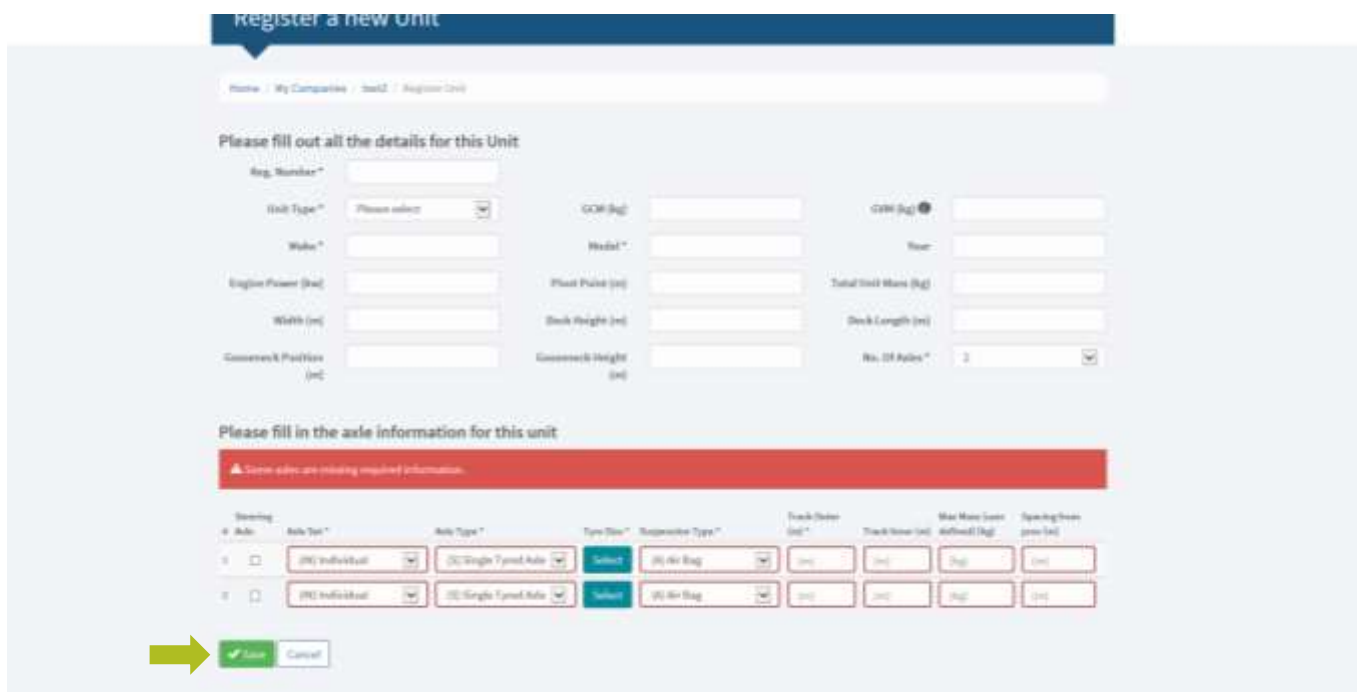 Register a new Unit
Home / My Companies / test2 / Register Unit
Please fill out all the details for this Unit
Reg. Number *
Unit Type * Please select GCM (kg) GVM (kg)
Make * Model * Year
Engine Power (kw) Pivot Point (m) Total Unit Mass (kg)
Width (m) Deck Height (m) Deck Length (m)
Gooseneck Position (m) Gooseneck Height (m) No. Of Axles * 2
Please fill in the axle information for this unit
Some axles are missing required information.
# Steering Axle Axle Set * Axle Type * Tyre Size * Suspension Type * Track Outer (m) * Track Inner (m) Max Mass (user defined) (kg) Spacing from prev (m)
(IN) Individual (S) Single Tyred Axle Select (A) Air Bag (m) (m) (kg) (m)
(IN) Individual (S) Single Tyred Axle Select (A) Air Bag (m) (m) (kg) (m)
Save Cancel